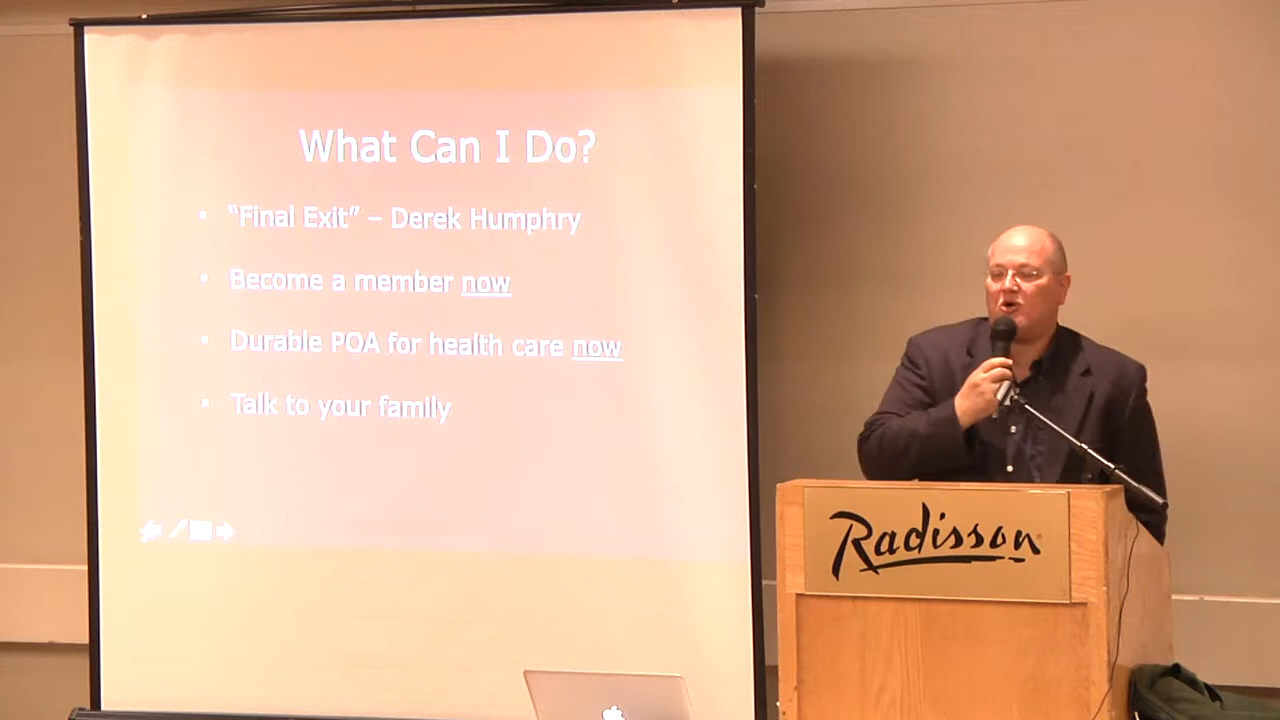 What Can I Do?
• “Final Exit” – Derek Humphry
• Become a member now
• Durable POA for health care now
• Talk to your family
Radisson